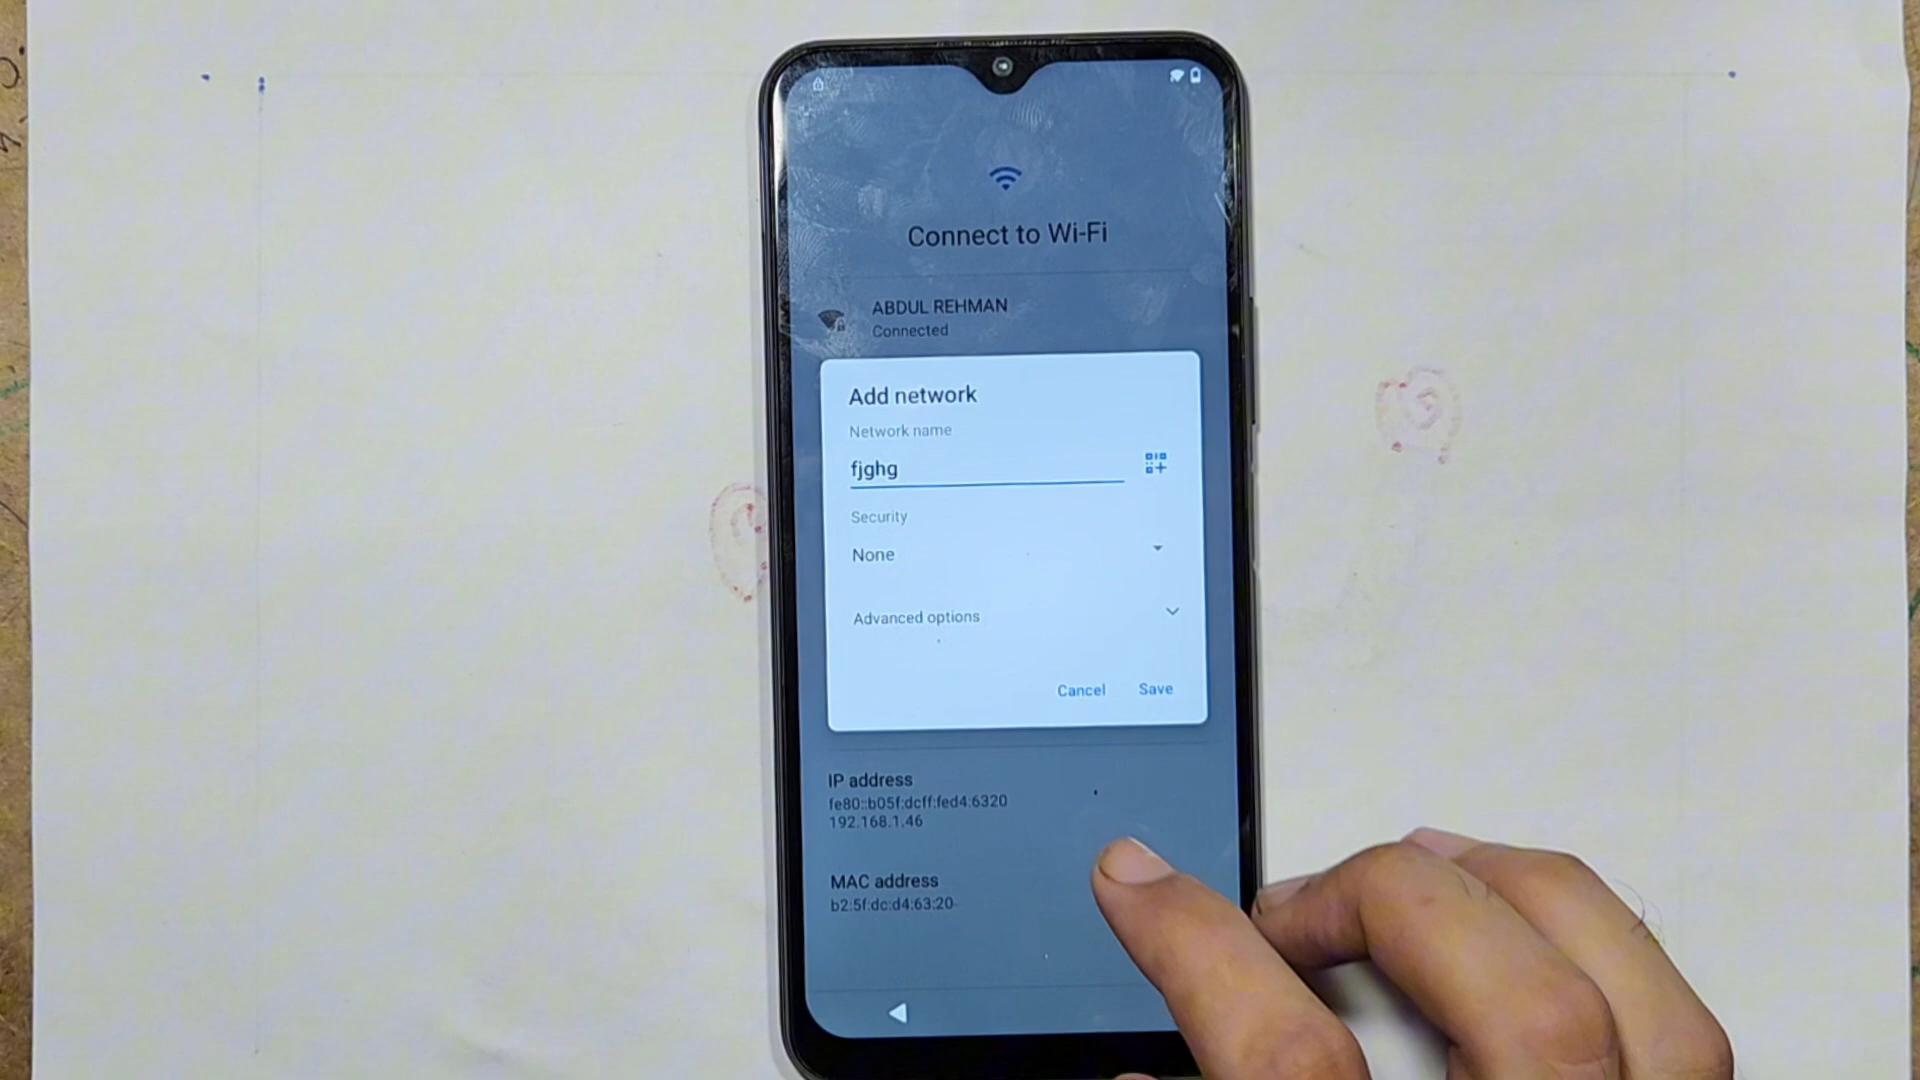 Connect to Wi-Fi
ABDUL REHMAN
Connected
Add network
Network name
fjghg
Security
None
Advanced options
Cancel Save
IP address
fe80::b05f:dcff:fed4:6320
192.168.1.46
MAC address
b2:5f:dc:d4:63:20